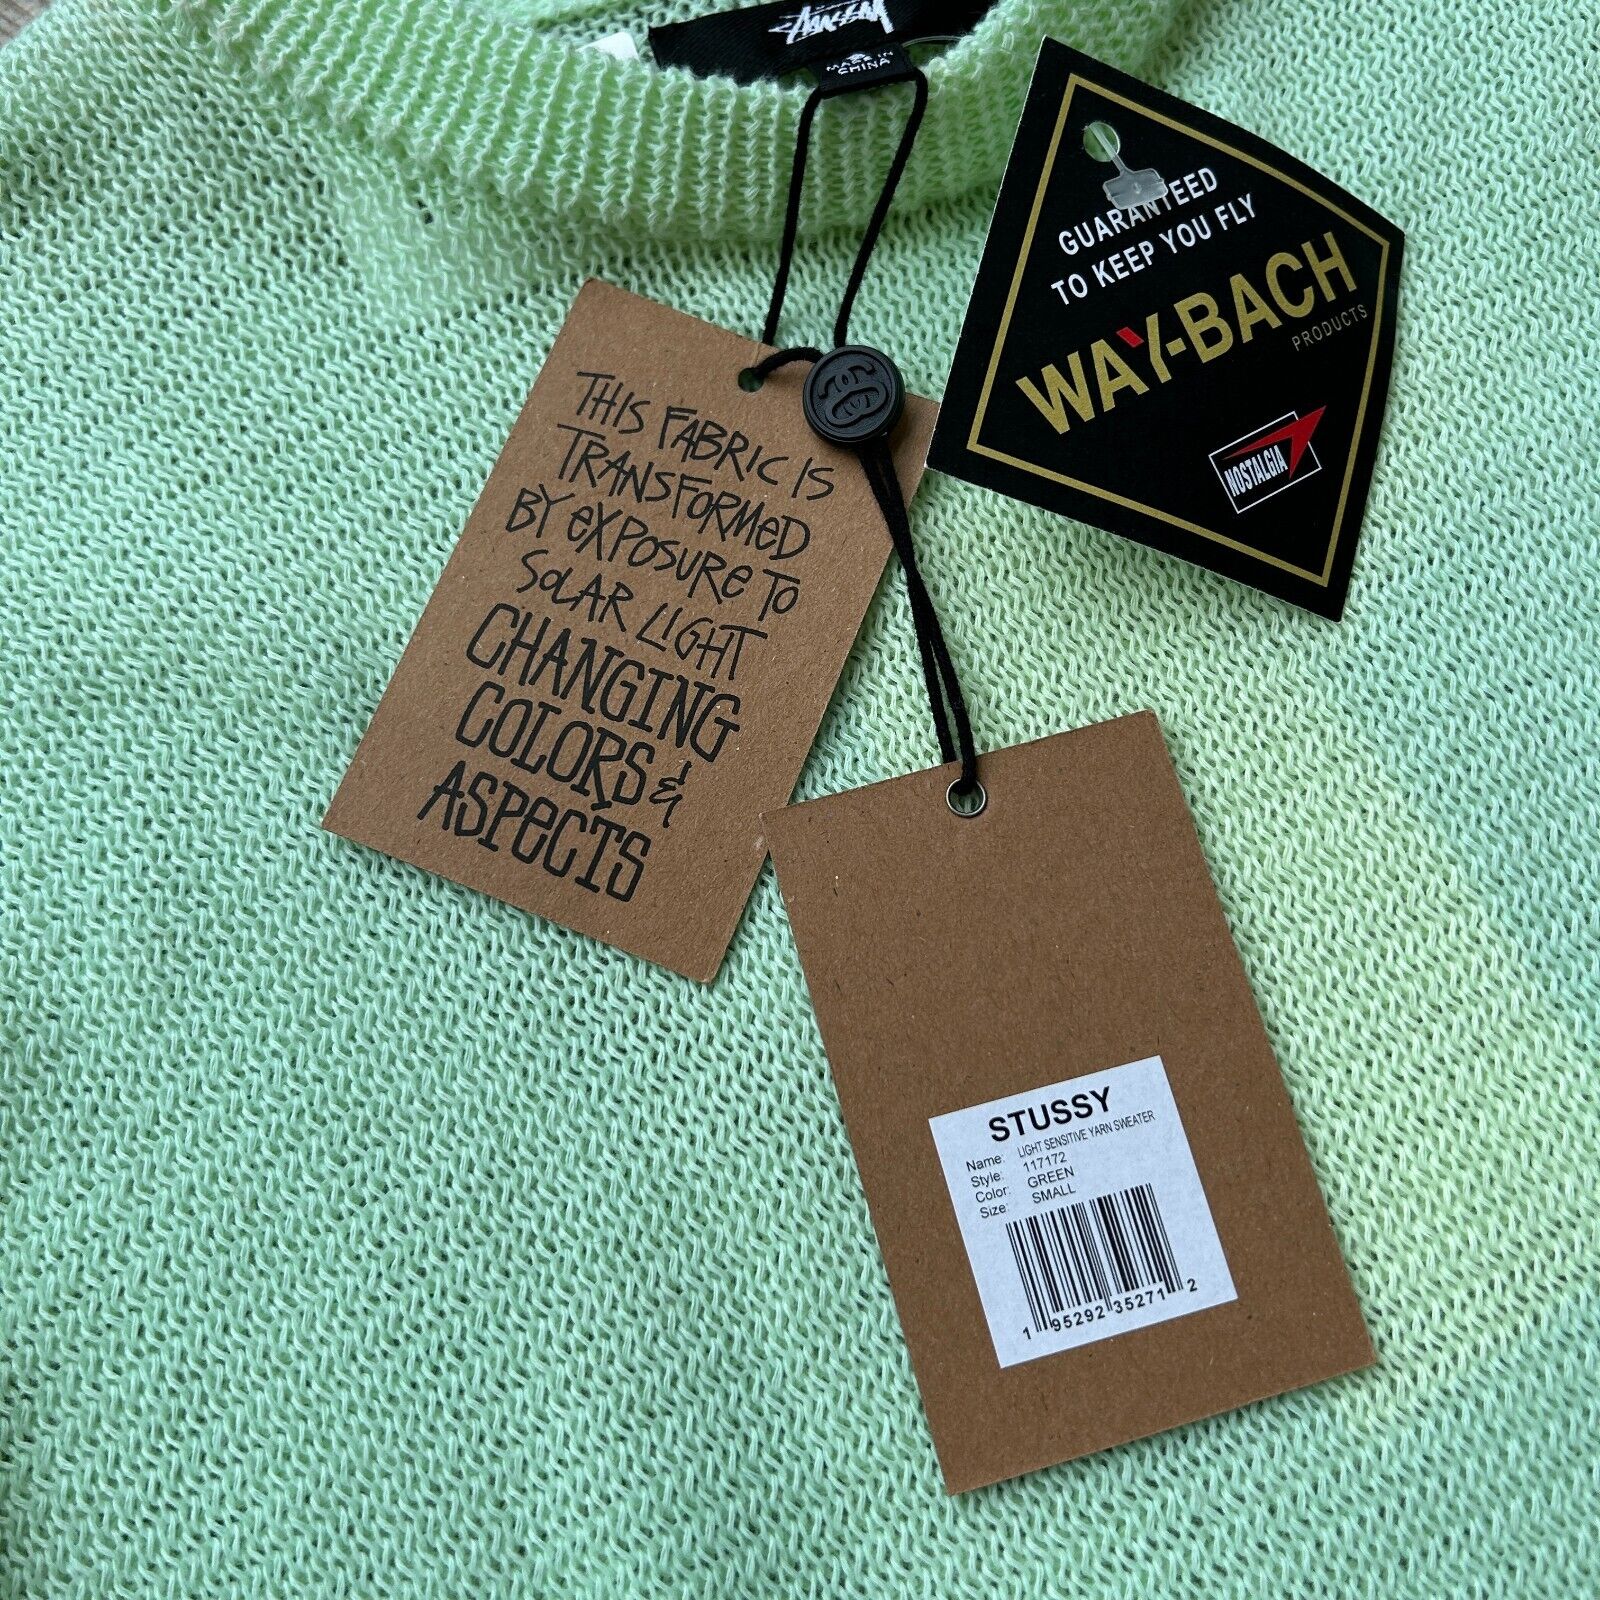 STÜSSY
MADE IN
CHINA
GUARANTEED
TO KEEP YOU FLY
WAY-BACH
PRODUCTS
NOSTALGIA
THIS FABRIC IS
TRANSFORMED
BY EXPOSURE TO
SOLAR LIGHT
CHANGING
COLORS &
ASPECTS
STUSSY
Name: LIGHT SENSITIVE YARN SWEATER
Style: 117172
Color: GREEN
Size: SMALL
1 95292 35271 2